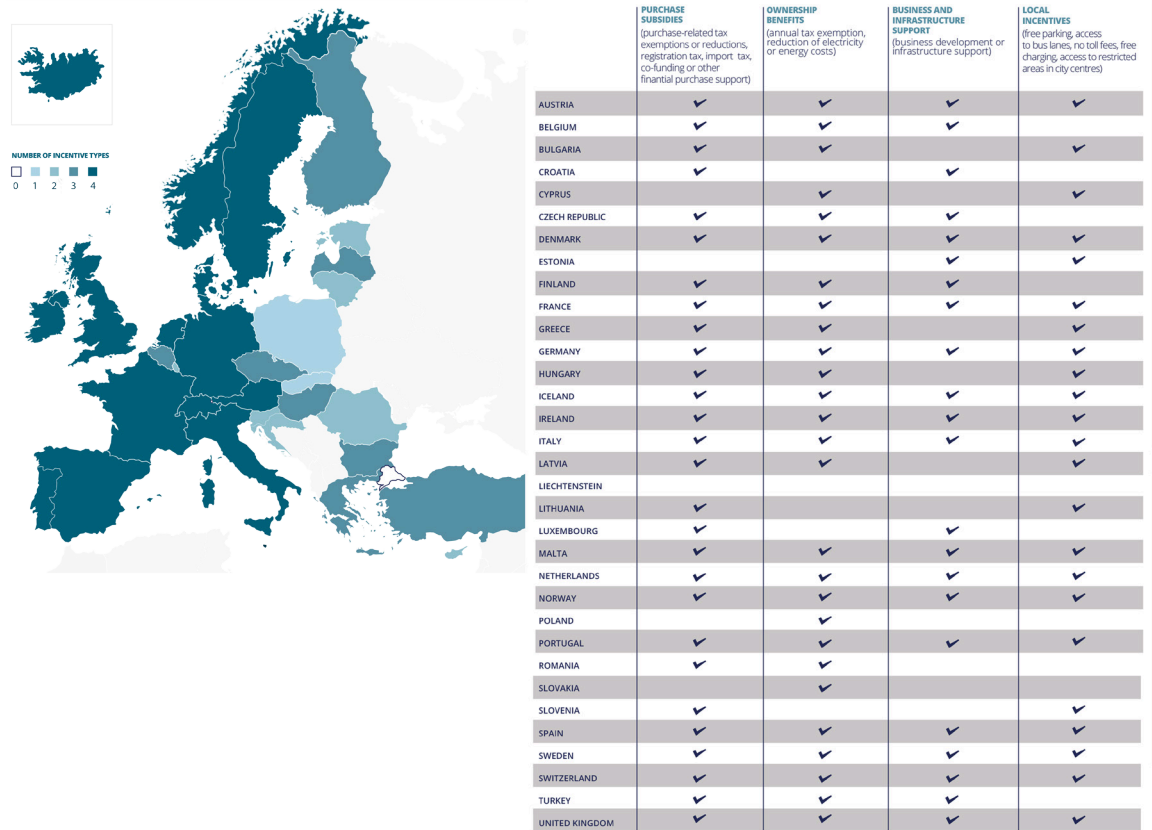 NUMBER OF INCENTIVE TYPES
0 1 2 3 4
PURCHASE
SUBSIDIES
(purchase-related tax
exemptions or reductions,
registration tax, import tax,
co-funding or other
finantial purchase support)
OWNERSHIP
BENEFITS
(annual tax exemption,
reduction of electricity
or energy costs)
BUSINESS AND
INFRASTRUCTURE
SUPPORT
(business development or
infrastructure support)
LOCAL
INCENTIVES
(free parking, access
to bus lanes, no toll fees, free
charging, access to restricted
areas in city centres)
AUSTRIA
BELGIUM
BULGARIA
CROATIA
CYPRUS
CZECH REPUBLIC
DENMARK
ESTONIA
FINLAND
FRANCE
GREECE
GERMANY
HUNGARY
ICELAND
IRELAND
ITALY
LATVIA
LIECHTENSTEIN
LITHUANIA
LUXEMBOURG
MALTA
NETHERLANDS
NORWAY
POLAND
PORTUGAL
ROMANIA
SLOVAKIA
SLOVENIA
SPAIN
SWEDEN
SWITZERLAND
TURKEY
UNITED KINGDOM